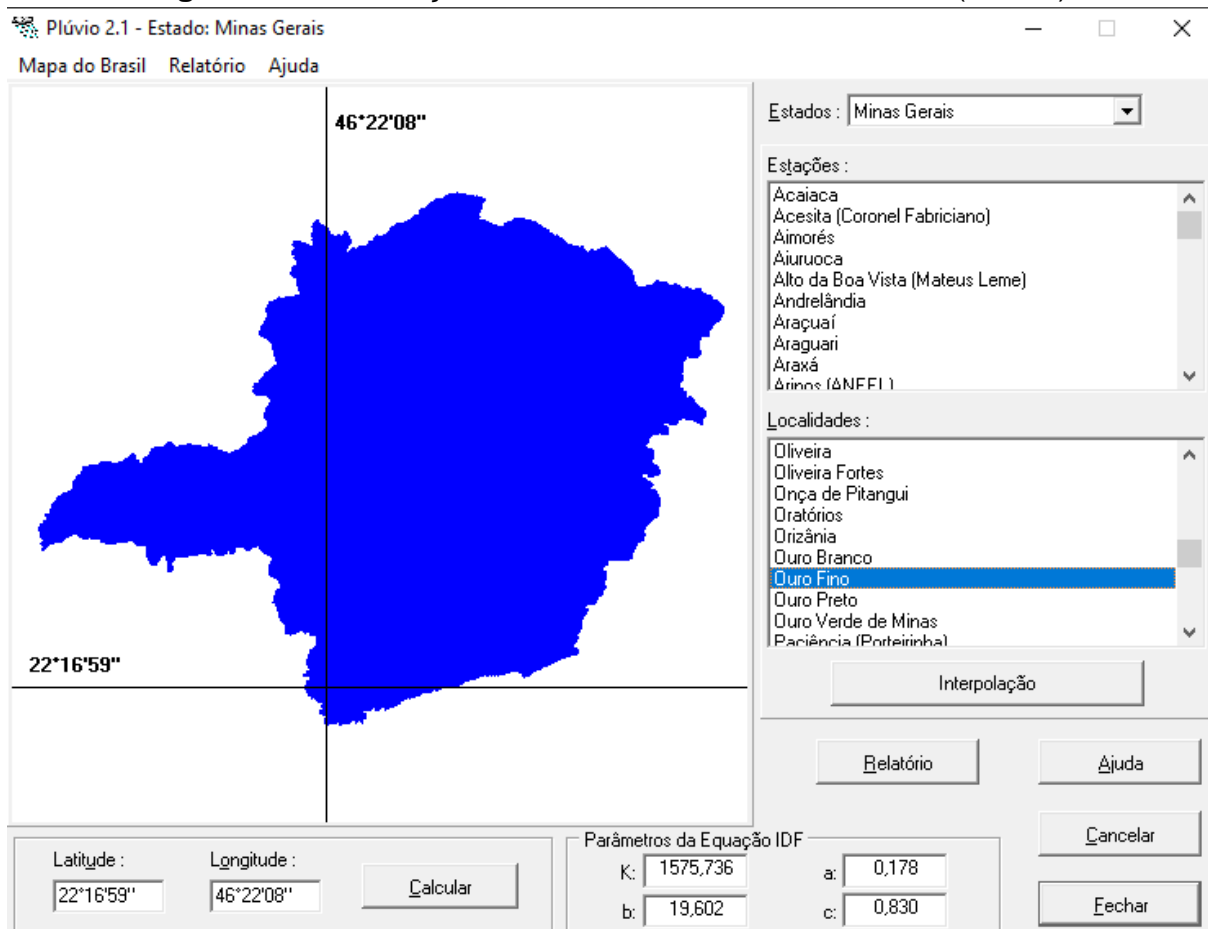 Plúvio 2.1 - Estado: Minas Gerais
Mapa do Brasil Relatório Ajuda
46°22'08"
22°16'59"
Estados : Minas Gerais
Estações :
Acaiaca
Acesita (Coronel Fabriciano)
Aimorés
Aiuruoca
Alto da Boa Vista (Mateus Leme)
Andrelândia
Araçuaí
Araguari
Araxá
Arinos (ANEEL)
Localidades :
Oliveira
Oliveira Fortes
Onça de Pitangui
Oratórios
Orizânia
Ouro Branco
Ouro Fino
Ouro Preto
Ouro Verde de Minas
Paciência (Porteirinha)
Interpolação
Relatório Ajuda
Cancelar
Fechar
Latitude : Longitude :
22°16'59'' 46°22'08'' Calcular
Parâmetros da Equação IDF
K: 1575,736 a: 0,178
b: 19,602 c: 0,830